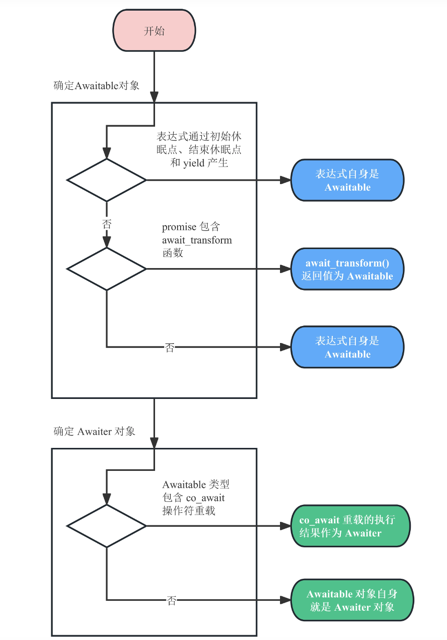 开始
确定Awaitable对象
表达式通过初始休
眠点、结束休眠点
和 yield 产生
表达式自身是
Awaitable
否
promise 包含
await_transform
函数
await_transform()
返回值为 Awaitable
否
表达式自身是
Awaitable
确定 Awaiter 对象
Awaitable 类型
包含 co_await
操作符重载
co_await 重载的执行
结果作为 Awaiter
否
Awaitable 对象自身
就是 Awaiter 对象